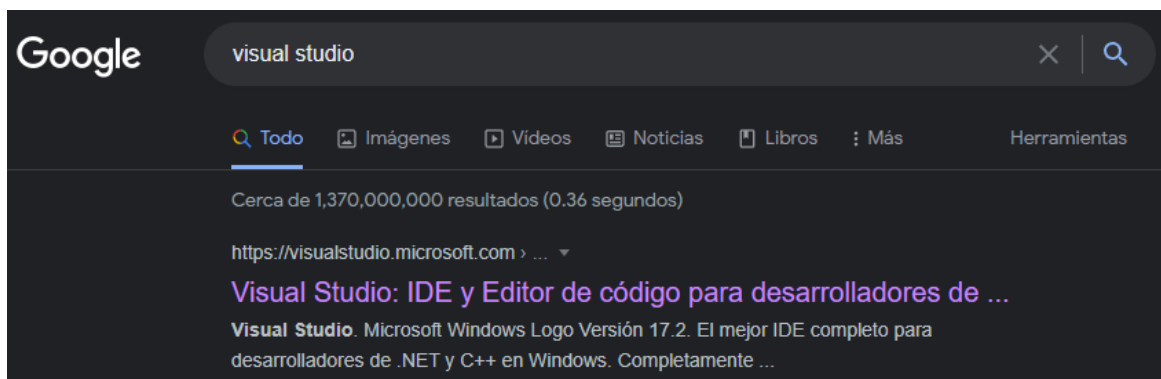 Google
visual studio
Todo Imágenes Vídeos Noticias Libros Más Herramientas
Cerca de 1,370,000,000 resultados (0.36 segundos)
https://visualstudio.microsoft.com › ...
Visual Studio: IDE y Editor de código para desarrolladores de ...
Visual Studio. Microsoft Windows Logo Versión 17.2. El mejor IDE completo para
desarrolladores de .NET y C++ en Windows. Completamente ...